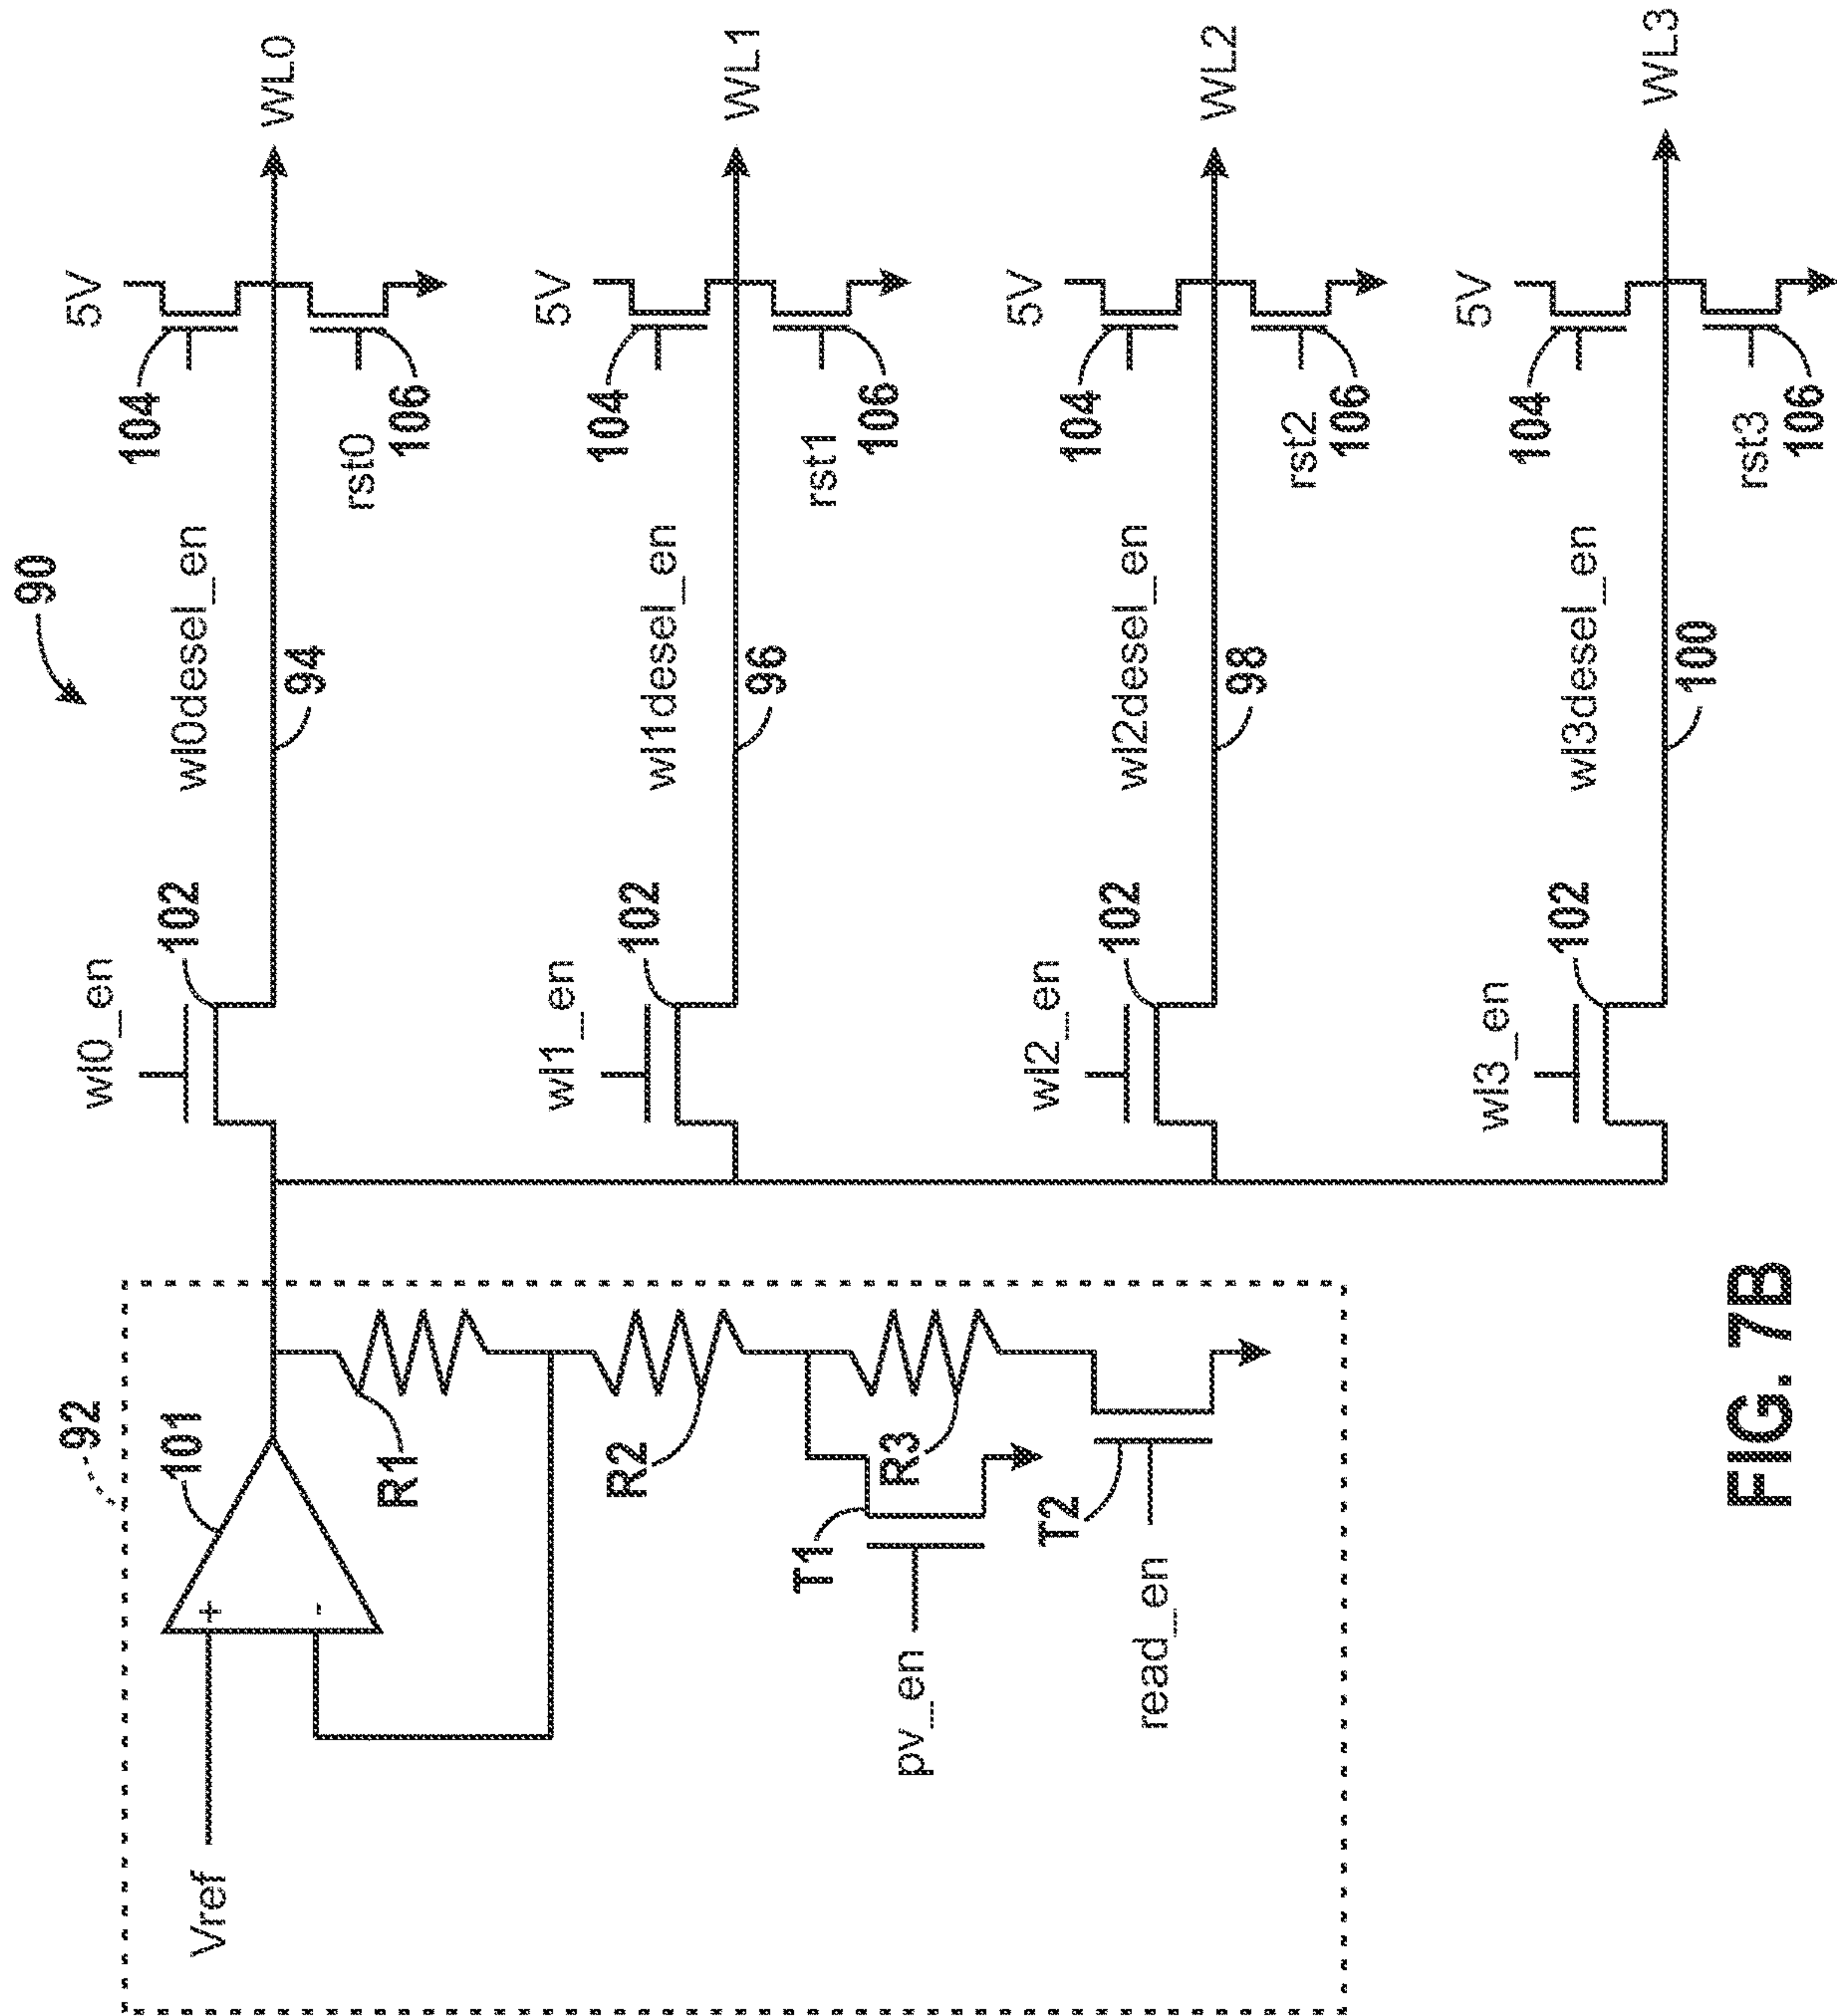 90
92
101
Vref
+
-
R1
R2
R3
T1
pv_en
T2
read_en
wl0_en
102
wl0desel_en
94
5V
104
rst0
106
WL0
wl1_en
102
wl1desel_en
96
5V
104
rst1
106
WL1
wl2_en
102
wl2desel_en
98
5V
104
rst2
106
WL2
wl3_en
102
wl3desel_en
100
5V
104
rst3
106
WL3
FIG. 7B